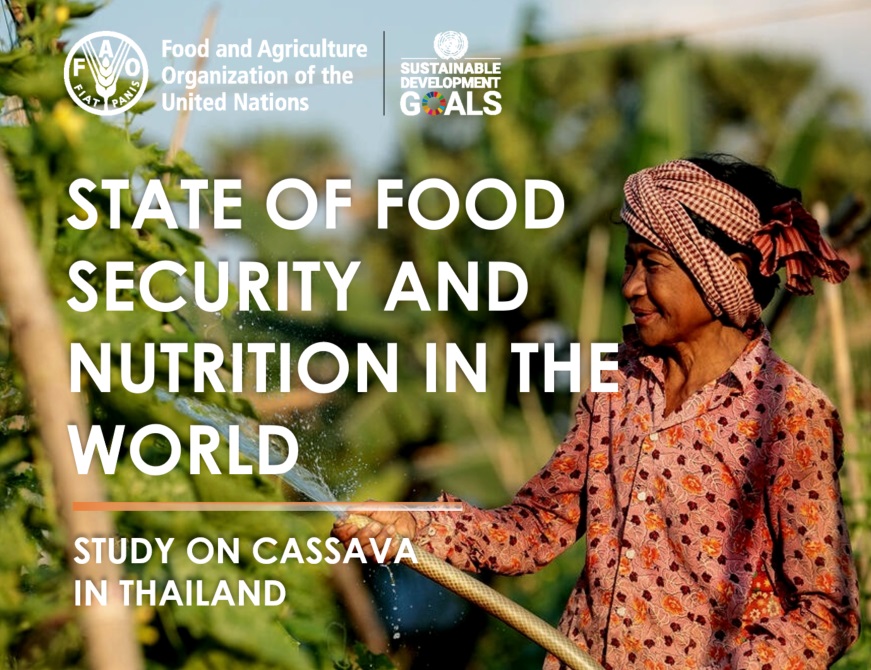 FAO
FIAT PANIS
Food and Agriculture
Organization of the
United Nations
SUSTAINABLE
DEVELOPMENT
GOALS
STATE OF FOOD
SECURITY AND
NUTRITION IN THE
WORLD
STUDY ON CASSAVA
IN THAILAND